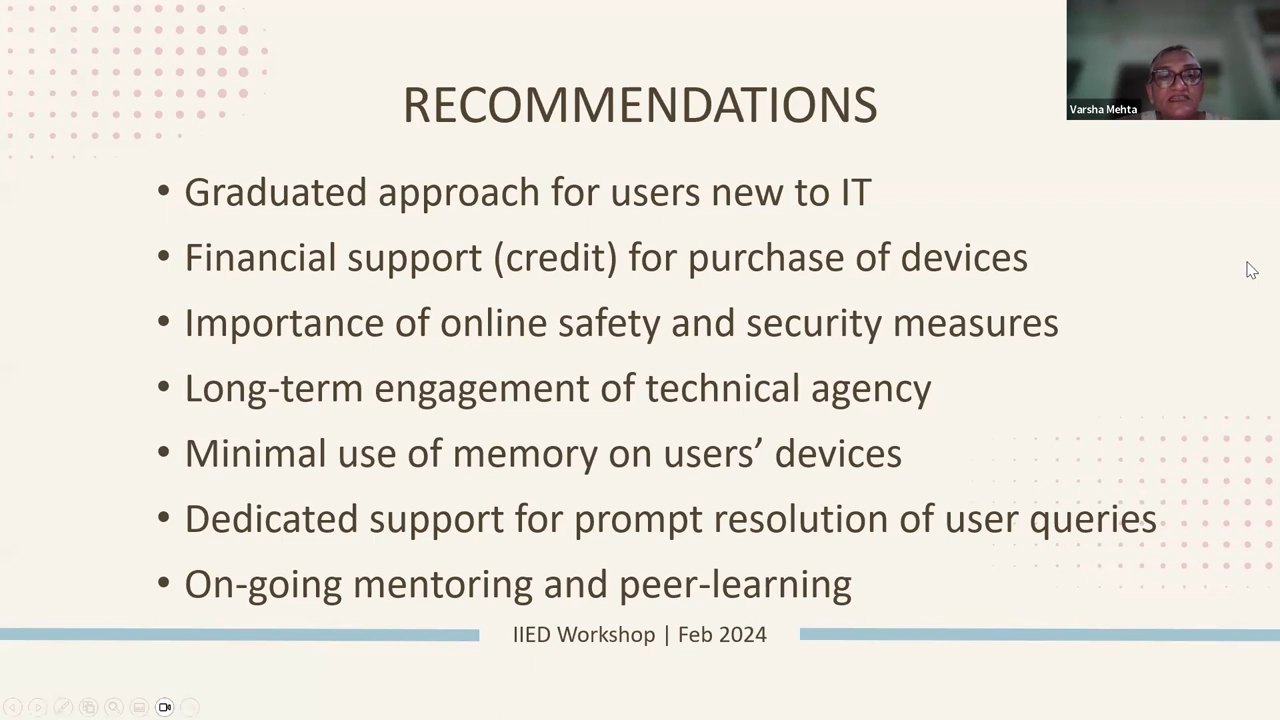 Varsha Mehta
RECOMMENDATIONS
• Graduated approach for users new to IT
• Financial support (credit) for purchase of devices
• Importance of online safety and security measures
• Long-term engagement of technical agency
• Minimal use of memory on users’ devices
• Dedicated support for prompt resolution of user queries
• On-going mentoring and peer-learning
IIED Workshop | Feb 2024